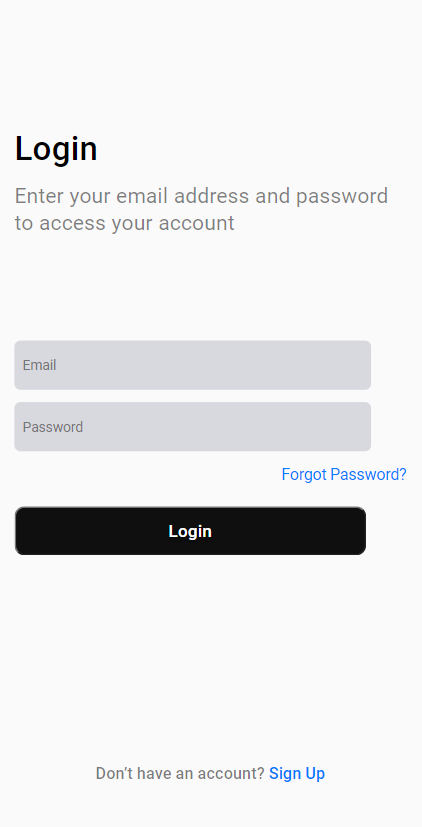 Login
Enter your email address and password
to access your account
Email
Password
Forgot Password?
Login
Don't have an account? Sign Up